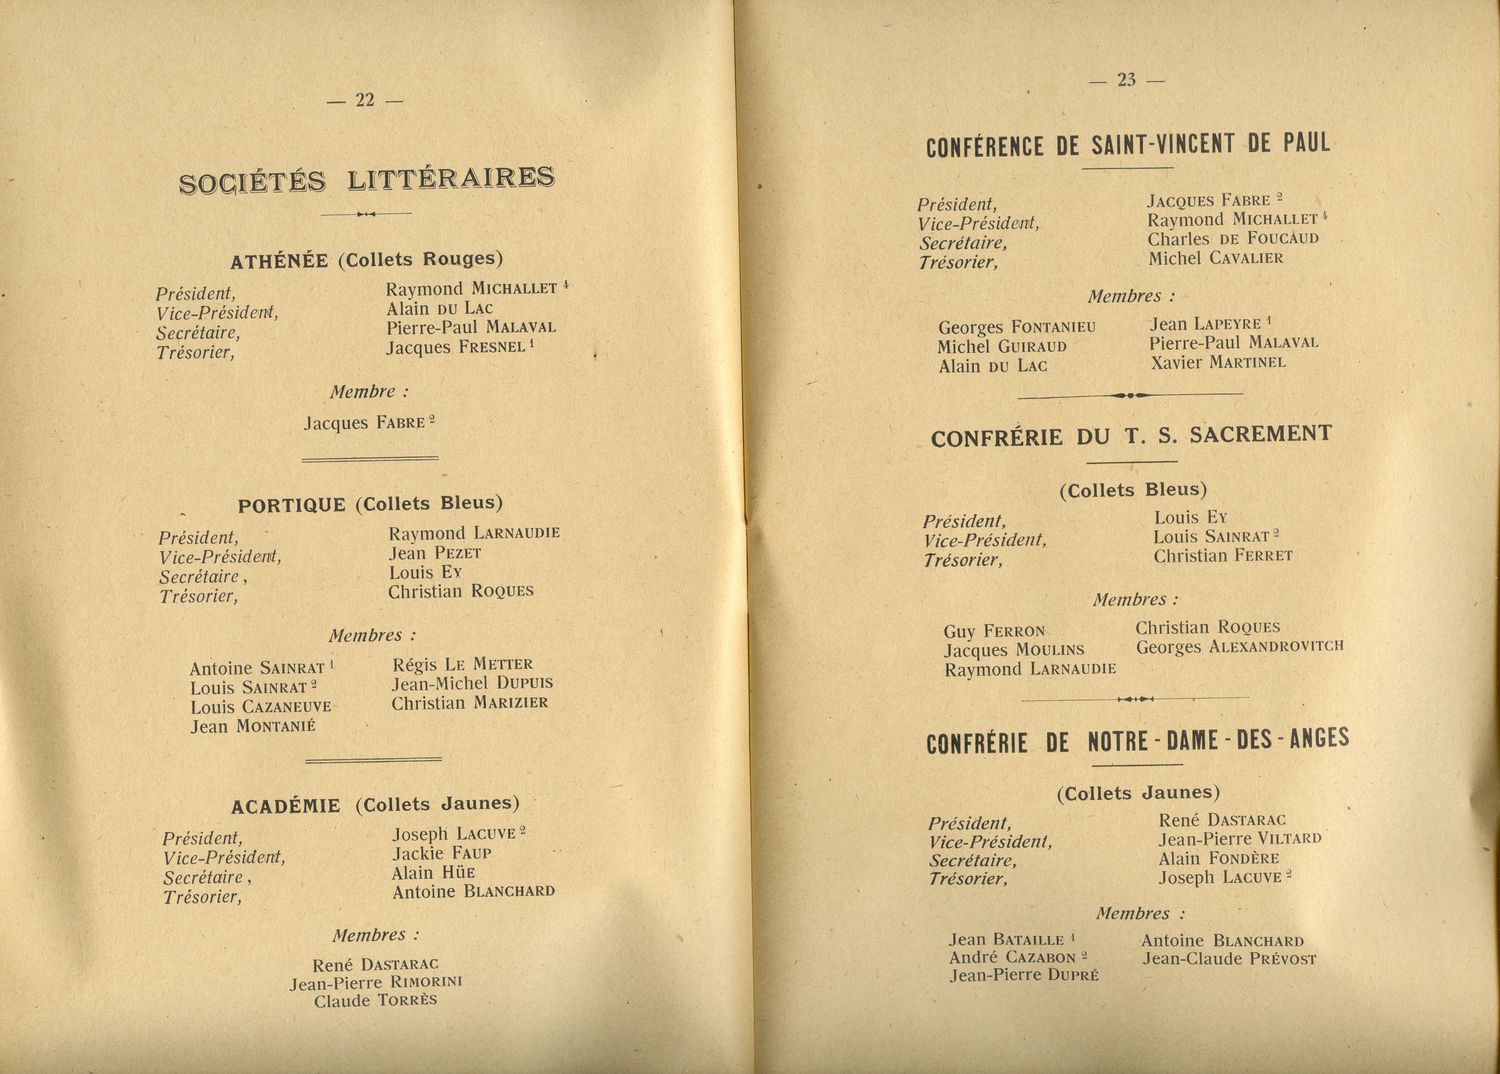 — 22 —
SOCIÉTÉS LITTÉRAIRES
ATHÉNÉE (Collets Rouges)
Président, Raymond MICHALLET ⁴
Vice-Président, Alain DU LAC
Secrétaire, Pierre-Paul MALAVAL
Trésorier, Jacques FRESNEL ¹
Membre :
Jacques FABRE ²
PORTIQUE (Collets Bleus)
Président, Raymond LARNAUDIE
Vice-Président, Jean PEZET
Secrétaire, Louis EY
Trésorier, Christian ROQUES
Membres :
Antoine SAINRAT ¹ Régis LE METTER
Louis SAINRAT ² Jean-Michel DUPUIS
Louis CAZANEUVE Christian MARIZIER
Jean MONTANIÉ
ACADÉMIE (Collets Jaunes)
Président, Joseph LACUVE ²
Vice-Président, Jackie FAUP
Secrétaire, Alain HÜE
Trésorier, Antoine BLANCHARD
Membres :
René DASTARAC
Jean-Pierre RIMORINI
Claude TORRÈS
— 23 —
CONFÉRENCE DE SAINT-VINCENT DE PAUL
Président, JACQUES FABRE ²
Vice-Président, Raymond MICHALLET ⁴
Secrétaire, Charles DE FOUCAUD
Trésorier, Michel CAVALIER
Membres :
Georges FONTANIEU Jean LAPEYRE ¹
Michel GUIRAUD Pierre-Paul MALAVAL
Alain DU LAC Xavier MARTINEL
CONFRÉRIE DU T. S. SACREMENT
(Collets Bleus)
Président, Louis EY
Vice-Président, Louis SAINRAT ²
Trésorier, Christian FERRET
Membres :
Guy FERRON Christian ROQUES
Jacques MOULINS Georges ALEXANDROVITCH
Raymond LARNAUDIE
CONFRÉRIE DE NOTRE-DAME-DES-ANGES
(Collets Jaunes)
Président, René DASTARAC
Vice-Président, Jean-Pierre VILTARD
Secrétaire, Alain FONDÈRE
Trésorier, Joseph LACUVE ²
Membres :
Jean BATAILLE ¹ Antoine BLANCHARD
André CAZABON ² Jean-Claude PRÉVOST
Jean-Pierre DUPRÉ